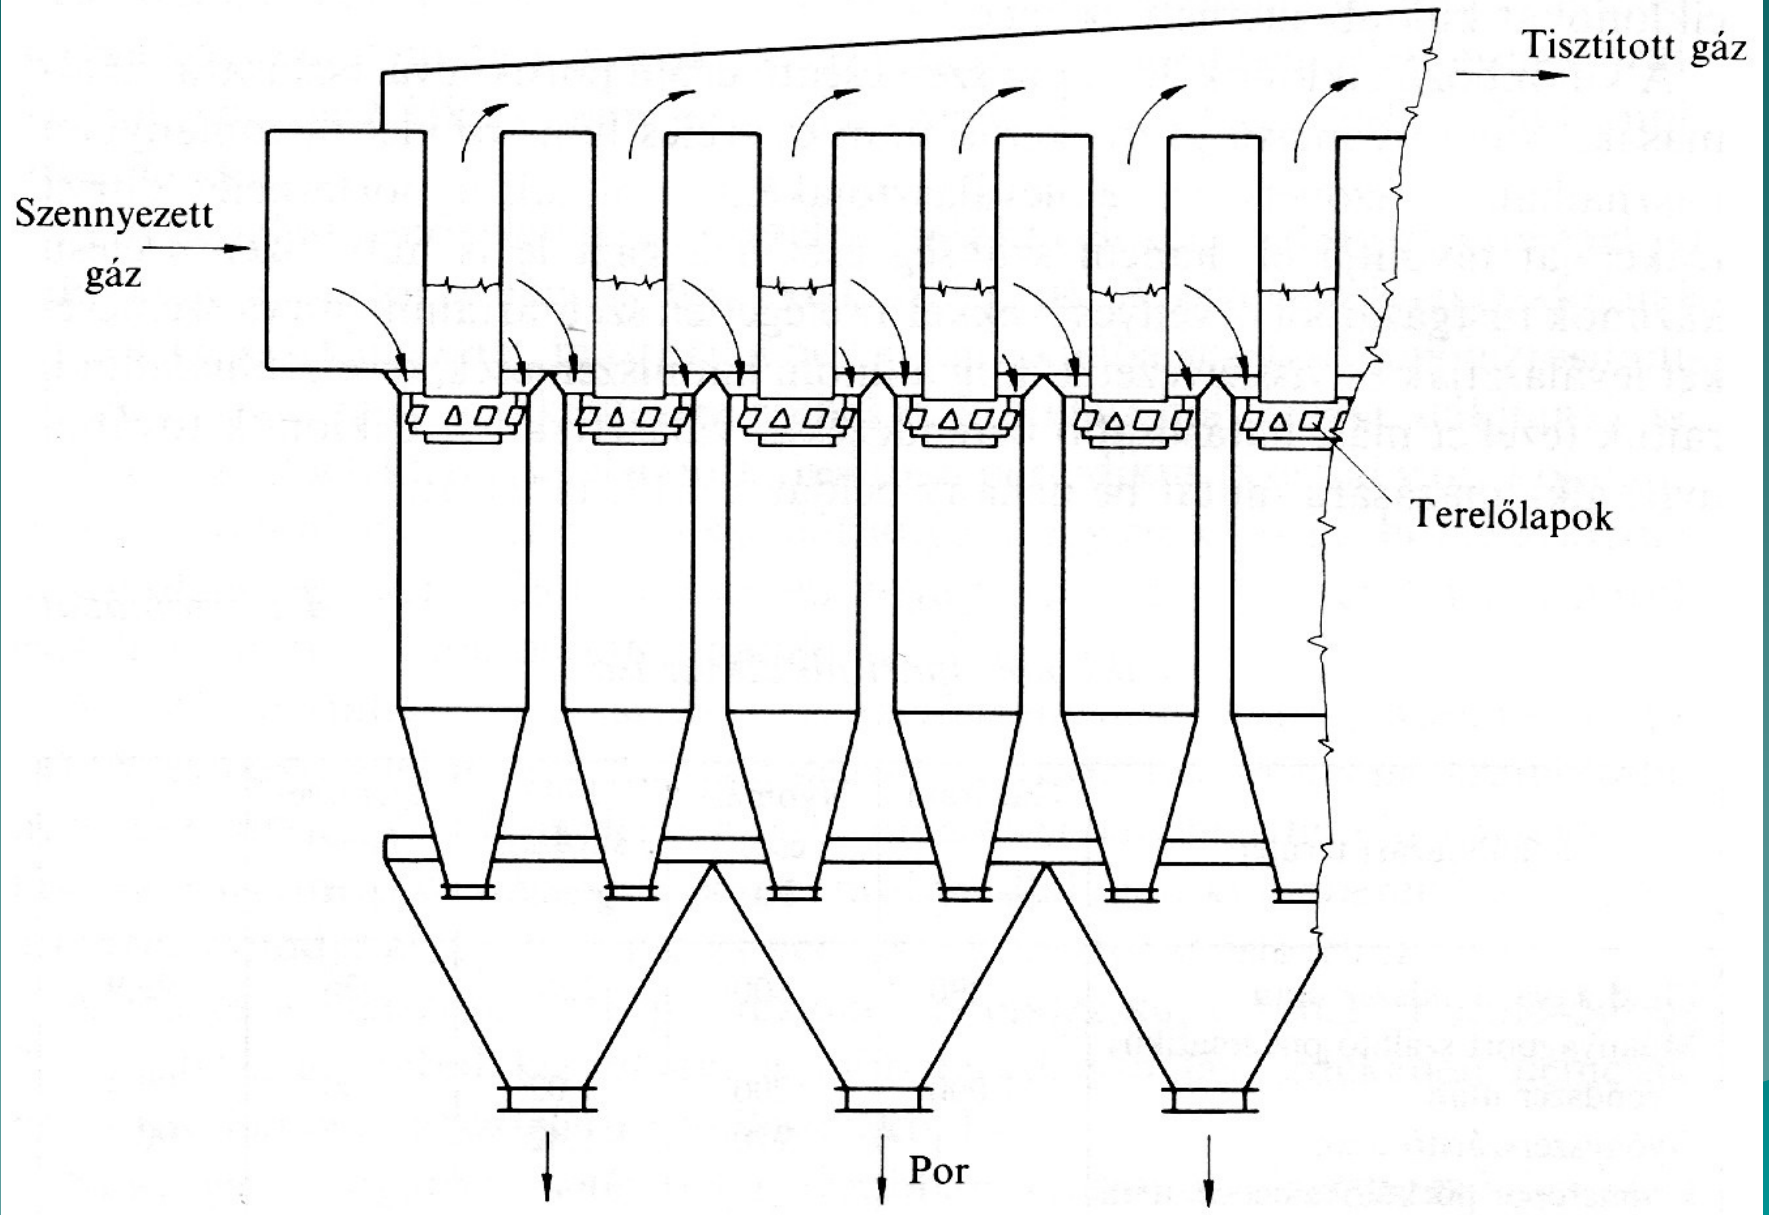 Tisztított gáz
Szennyezett
gáz
Terelőlapok
Por